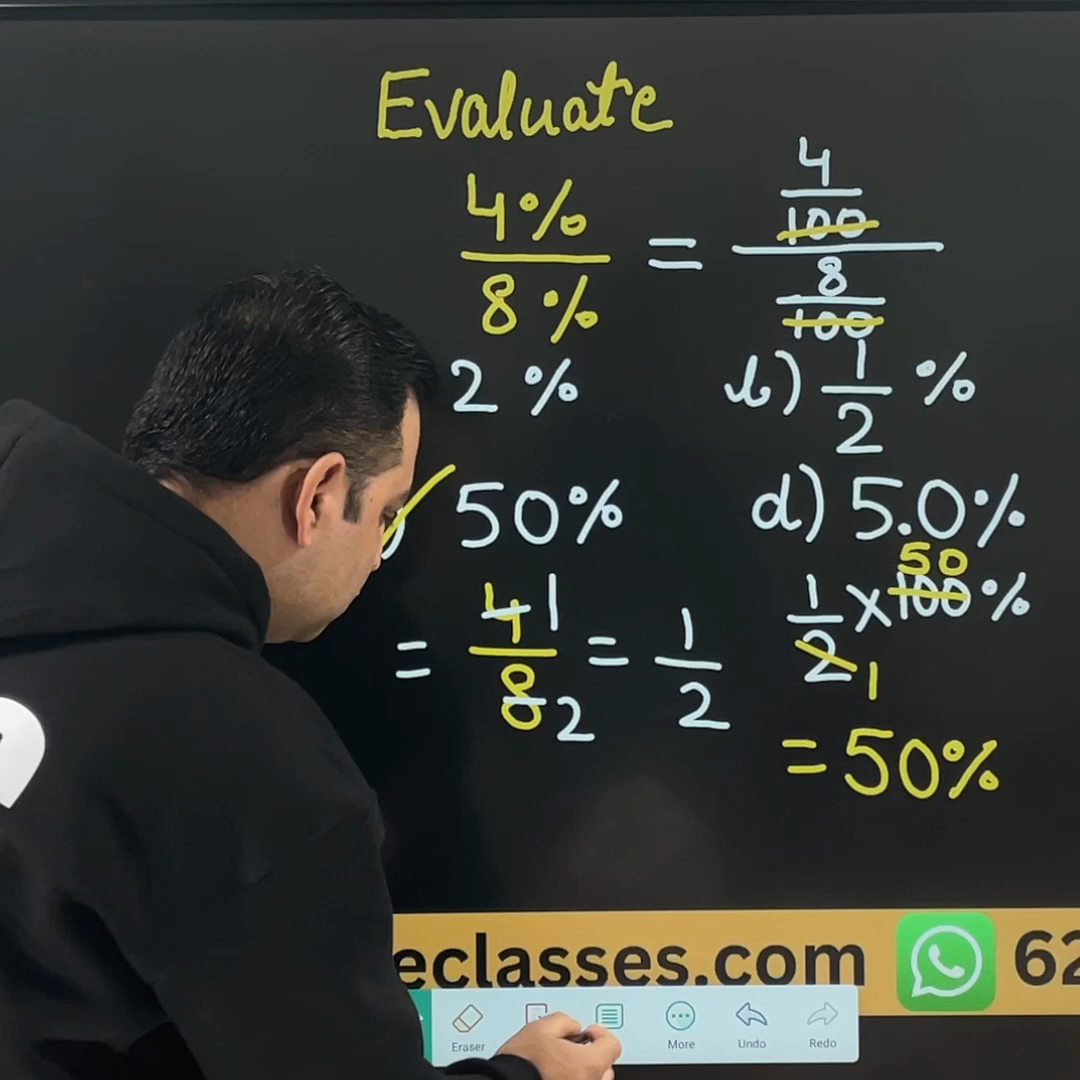 Evaluate
4% / 8% = 4/100 / 8/100
2 %
b) 1/2 %
) 50%
d) 5.0%
= 4 1 / 8 2 = 1/2
1/2 1 × 100 50 %
= 50%
eclasses.com 62
Eraser More Undo Redo